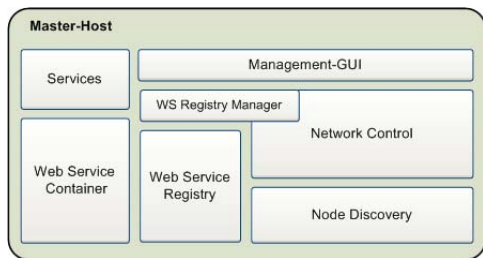 Master-Host
Services
Management-GUI
WS Registry Manager
Network Control
Web Service
Container
Web Service
Registry
Node Discovery